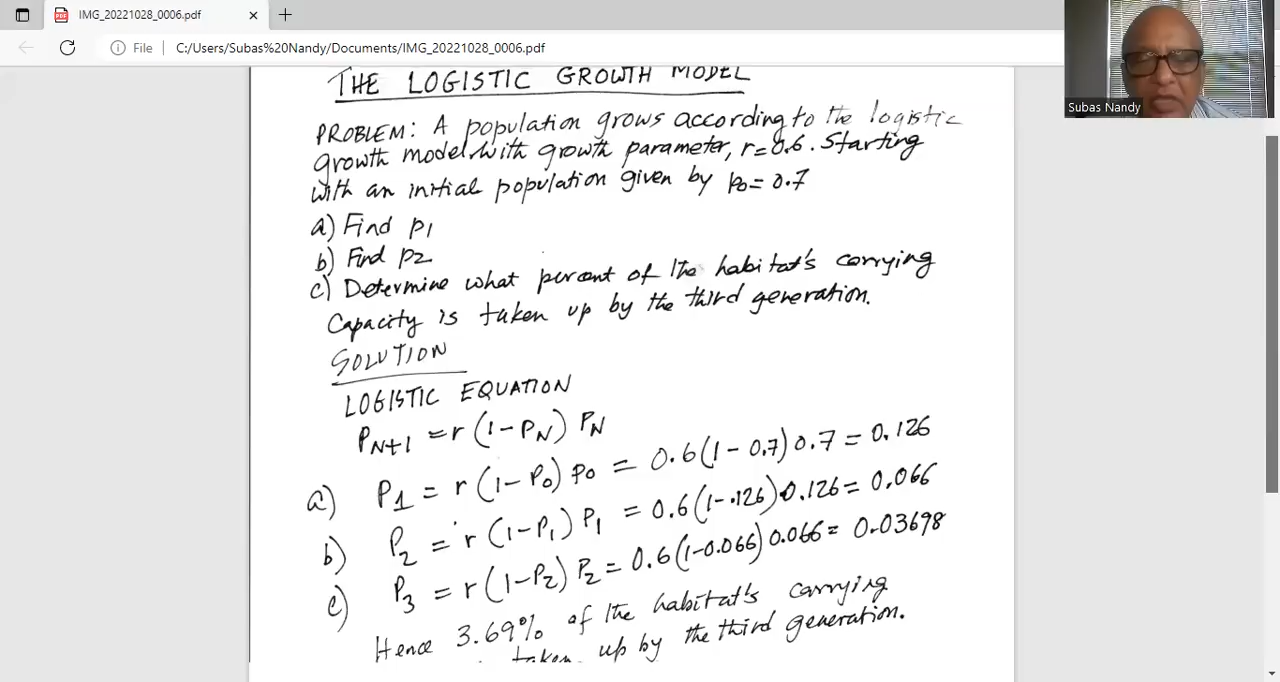 IMG_20221028_0006.pdf
File
C:/Users/Subas%20Nandy/Documents/IMG_20221028_0006.pdf
Subas Nandy
THE LOGISTIC GROWTH MODEL
PROBLEM: A population grows according to the logistic
growth model with growth parameter, r=0.6. Starting
with an initial population given by p0= 0.7
a) Find p1
b) Find p2
c) Determine what percent of the habitat's carrying
capacity is taken up by the third generation.
SOLUTION
LOGISTIC EQUATION
PN+1 = r (1-PN) PN
a) P1 = r (1- P0) p0 = 0.6(1- 0.7) 0.7 = 0.126
b) P2 = r (1-P1) P1 = 0.6(1-.126) 0.126= 0.066
c) P3 = r (1-P2) P2 = 0.6(1-0.066) 0.066= 0.03698
Hence 3.69% of the habitat's carrying
taken up by the third generation.